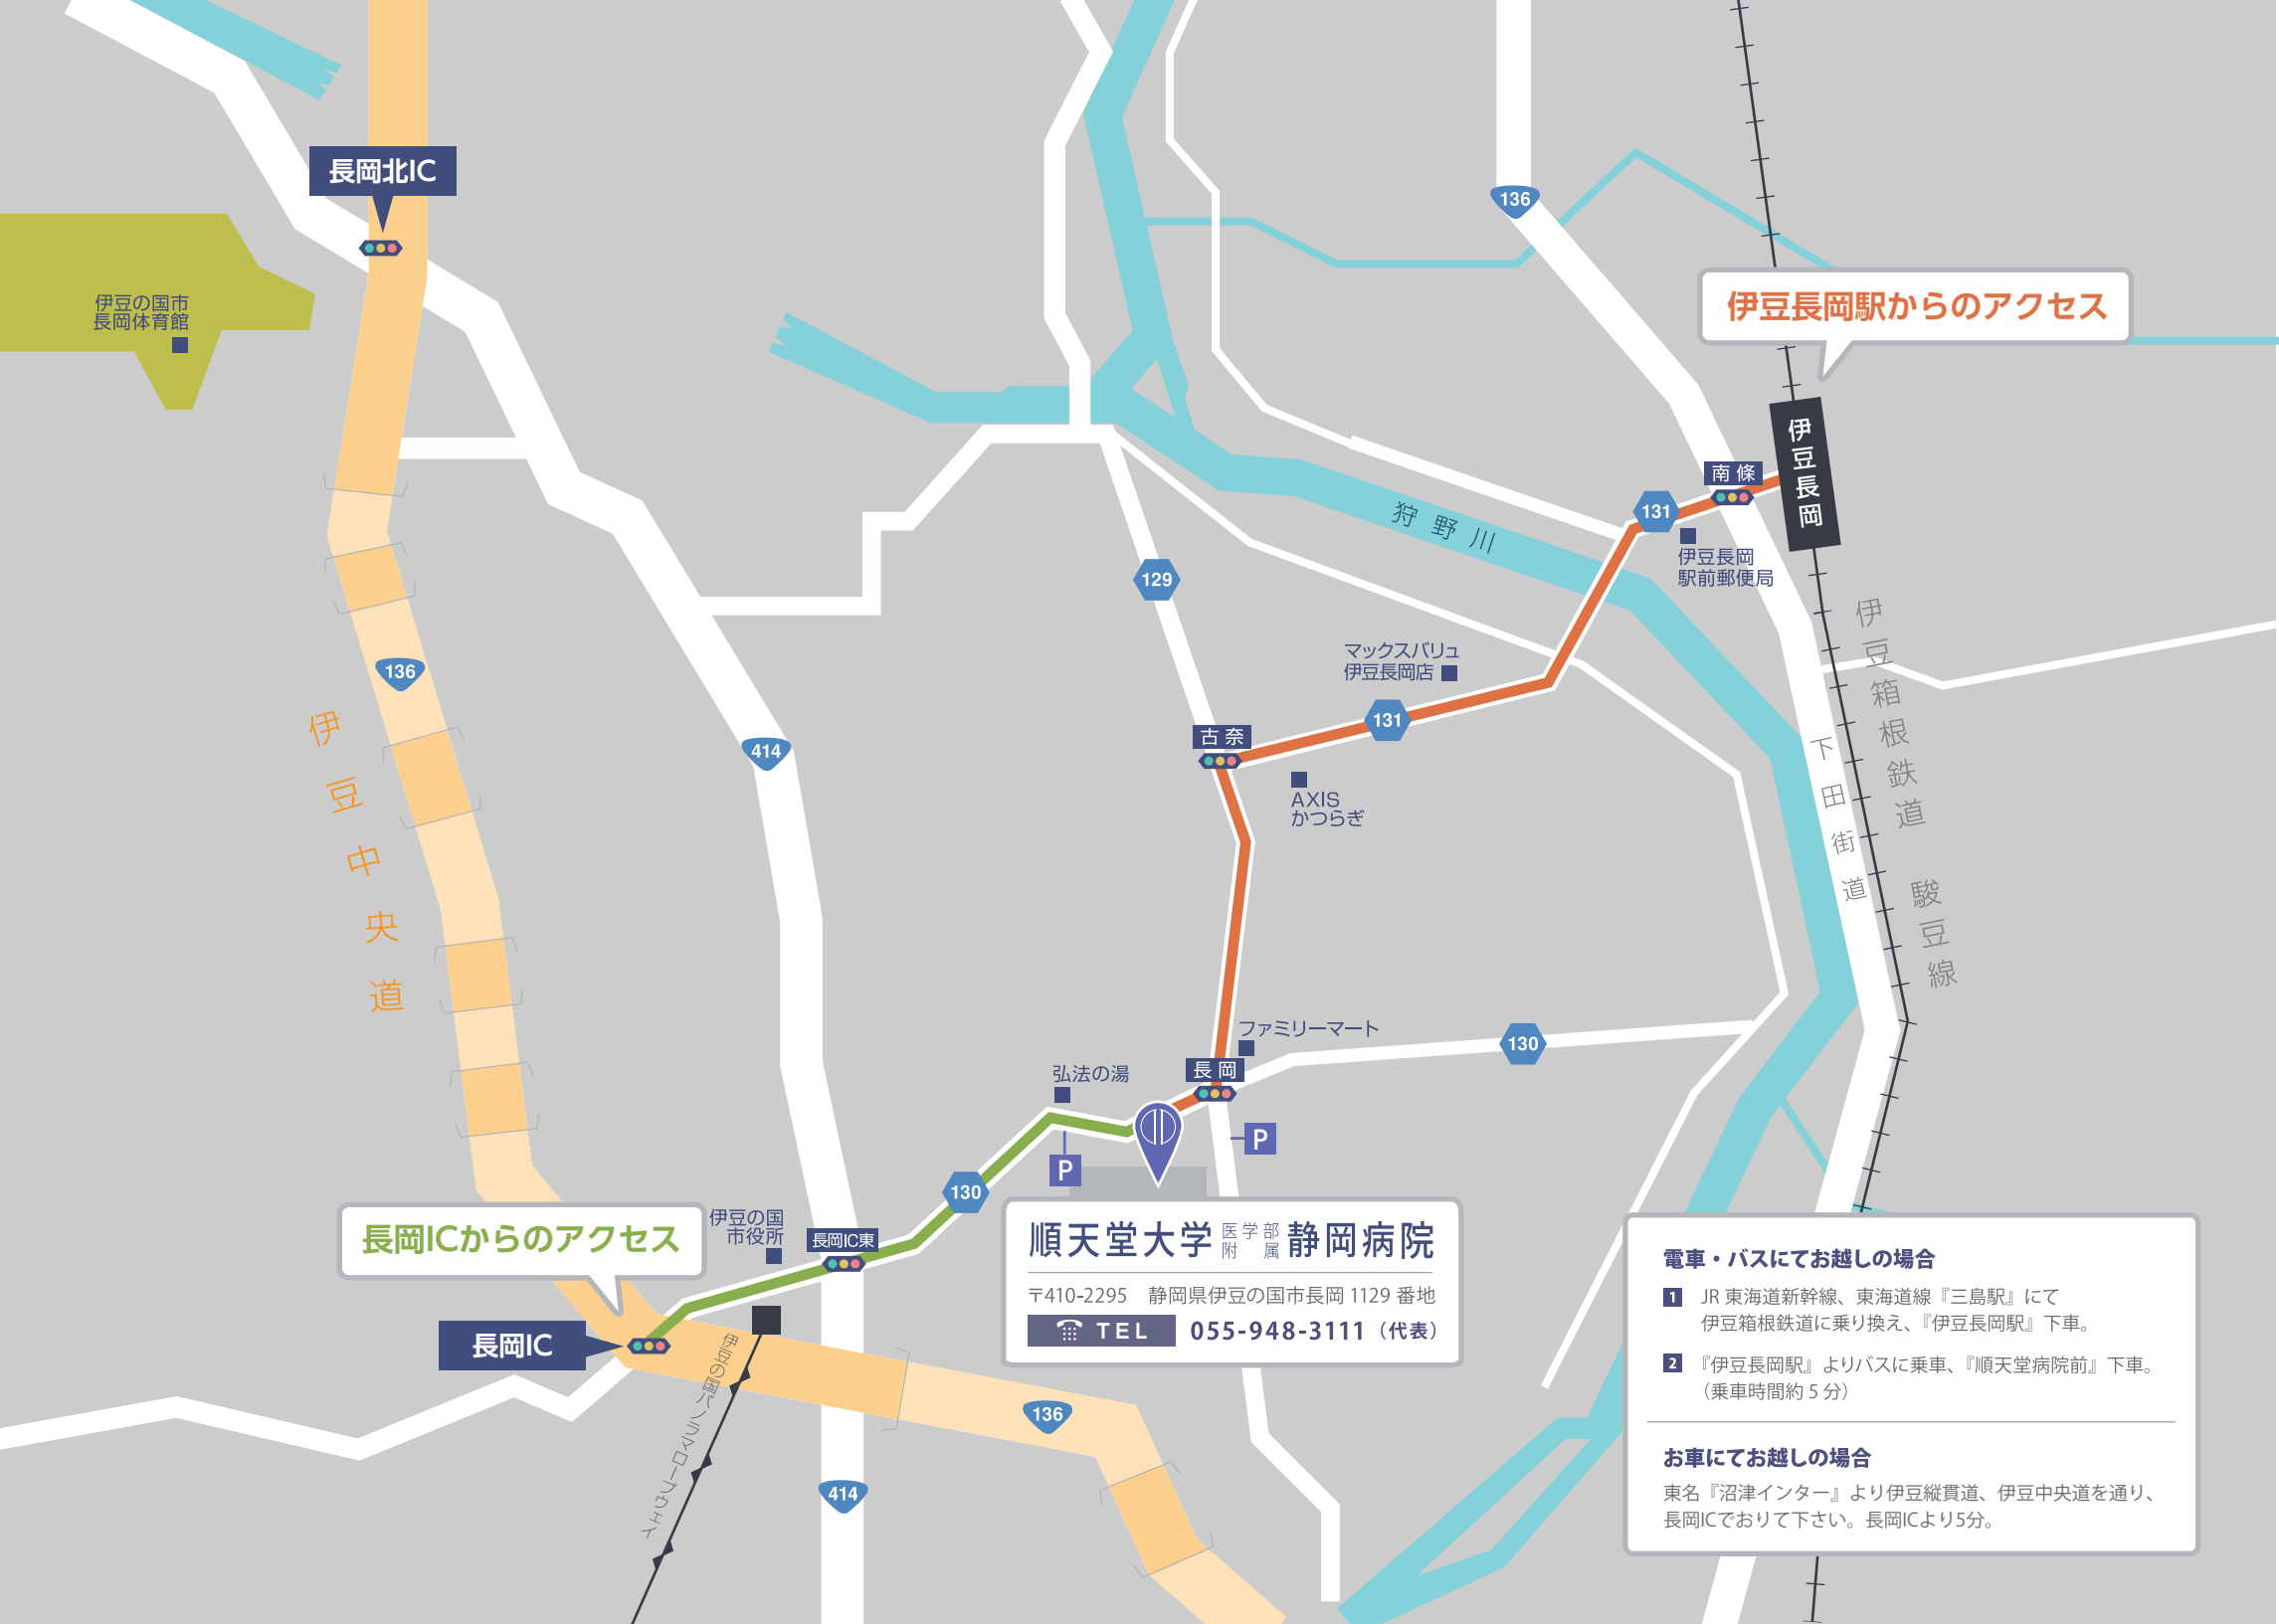 長岡北IC
136
伊豆の国市
長岡体育館
伊豆長岡駅からのアクセス
伊豆長岡
南條
131
狩野川
伊豆長岡
駅前郵便局
129
伊豆箱根鉄道 駿豆線
マックスバリュ
伊豆長岡店
136
131
伊豆中央道
古奈
414
下田街道
AXIS
かつらぎ
ファミリーマート
130
長岡
弘法の湯
P
P
130
長岡ICからのアクセス
伊豆の国
市役所
長岡IC東
長岡IC
伊豆の国パノラマロープウェイ
136
414
順天堂大学 医学部附属 静岡病院
〒410-2295 静岡県伊豆の国市長岡 1129 番地
TEL 055-948-3111（代表）
電車・バスにてお越しの場合
1 JR 東海道新幹線、東海道線『三島駅』にて
伊豆箱根鉄道に乗り換え、『伊豆長岡駅』下車。
2 『伊豆長岡駅』よりバスに乗車、『順天堂病院前』下車。
（乗車時間約 5 分）
お車にてお越しの場合
東名『沼津インター』より伊豆縦貫道、伊豆中央道を通り、
長岡ICでおりて下さい。長岡ICより5分。